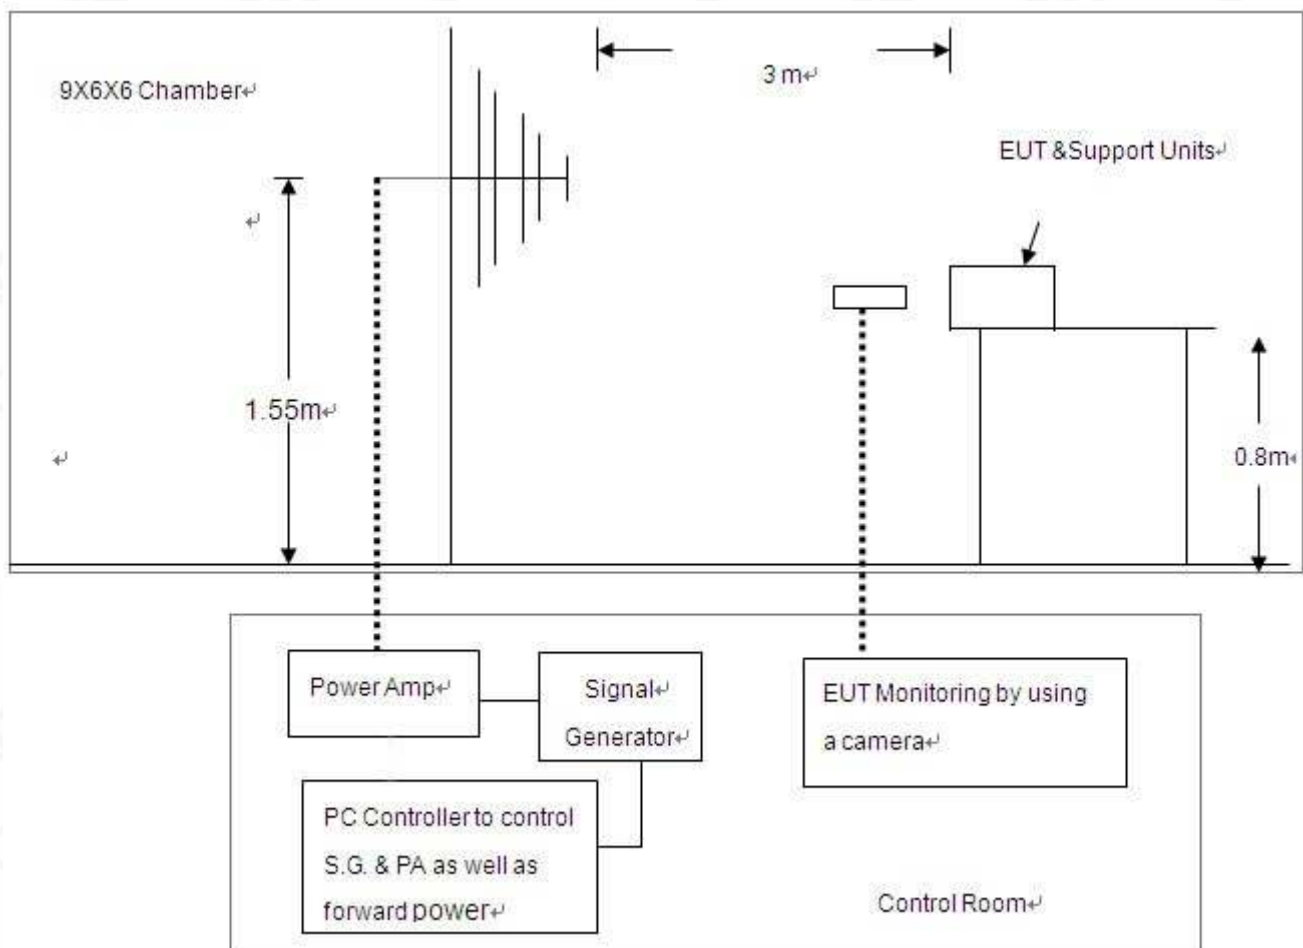 9X6X6 Chamber↵
3 m↵
EUT &Support Units↵
↵
1.55m↵
↵
0.8m
Power Amp↵
Signal↵
Generator↵
EUT Monitoring by using
a camera↵
PC Controller to control
S.G. & PA as well as
forward power↵
Control Room↵